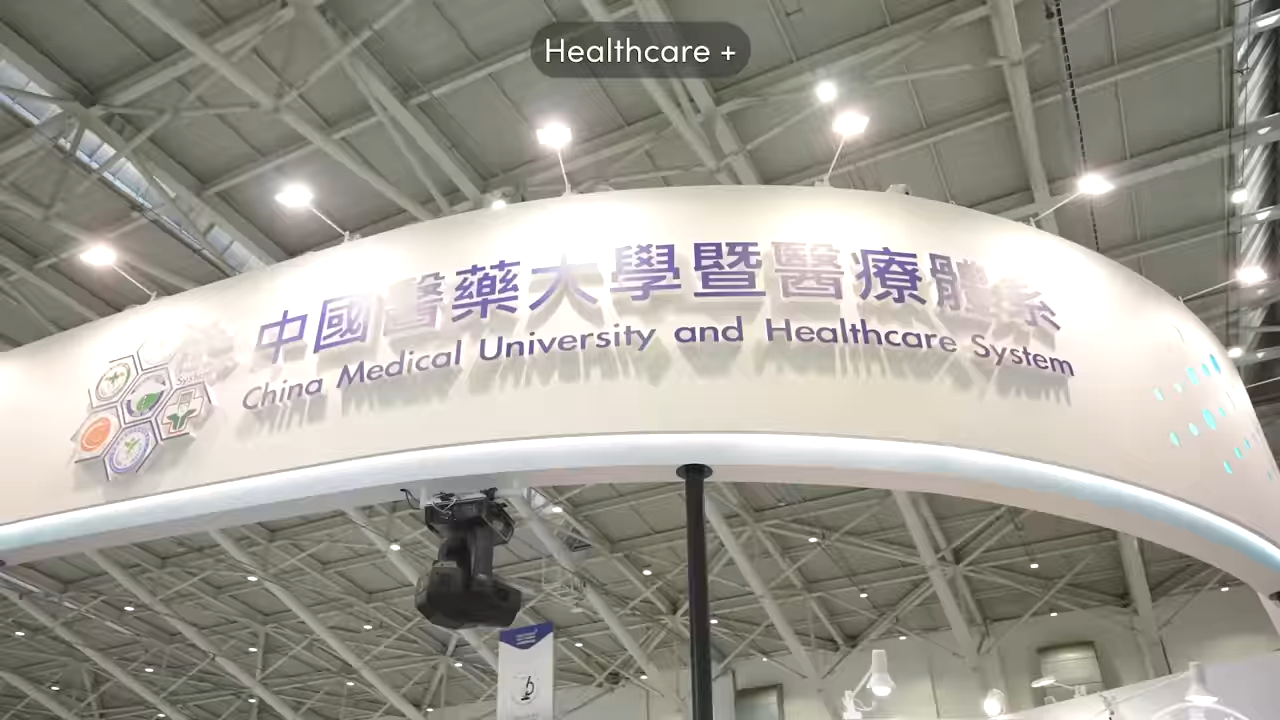 Healthcare +
中國醫藥大學暨醫療體系
China Medical University and Healthcare System